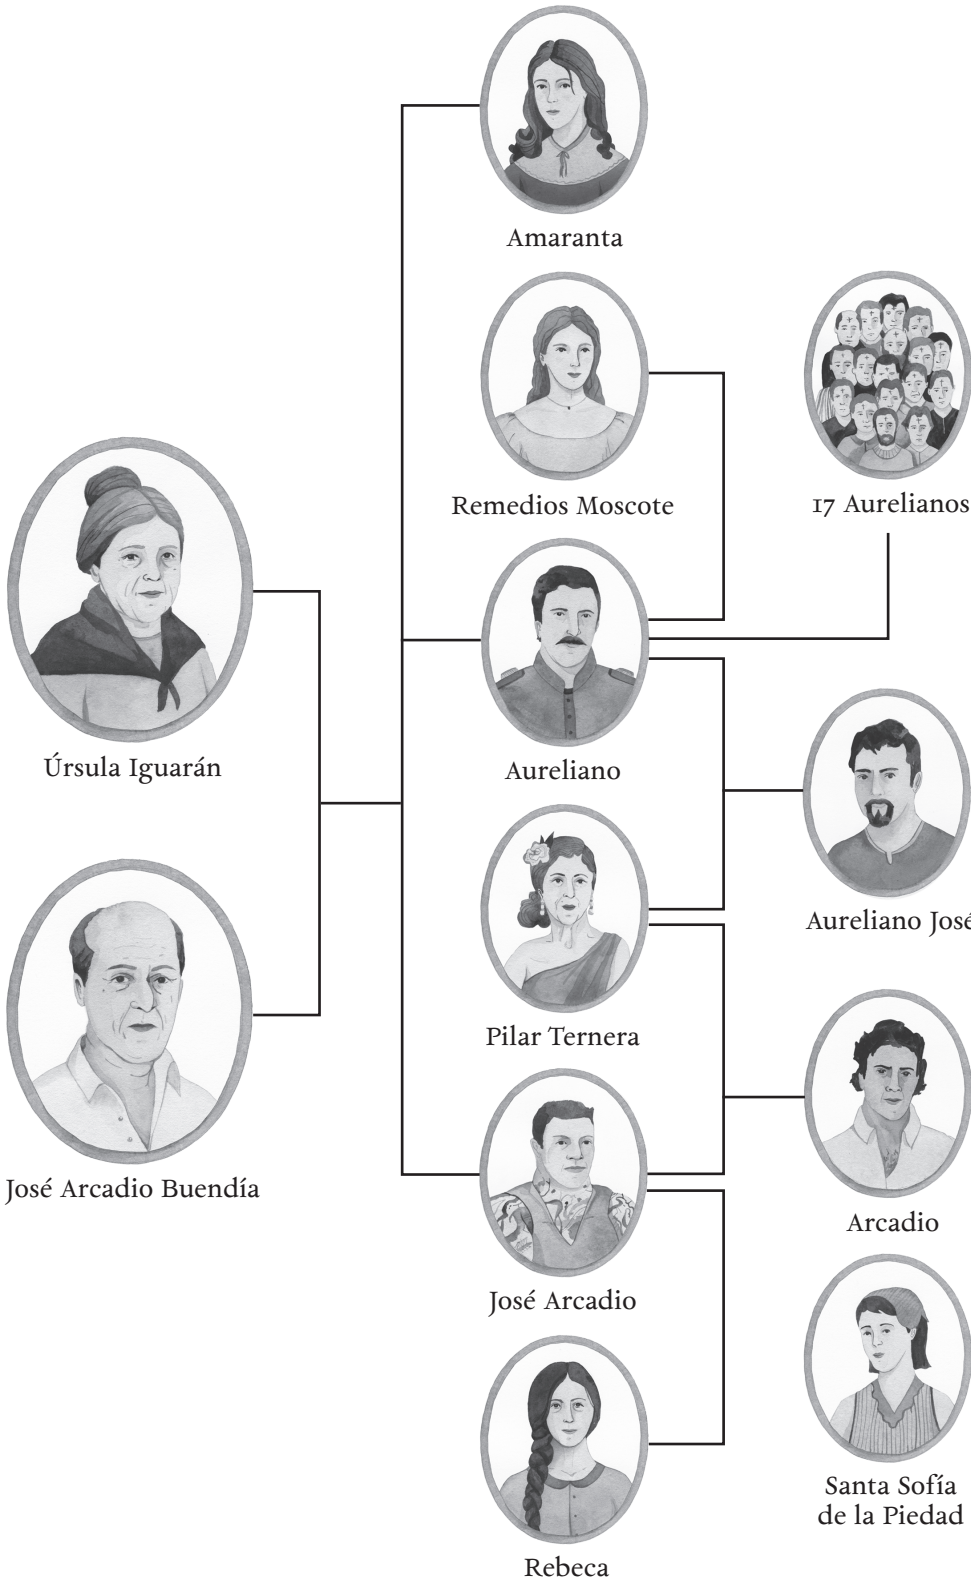 Amaranta
Remedios Moscote
17 Aurelianos
Úrsula Iguarán
Aureliano
Aureliano José
Pilar Ternera
José Arcadio Buendía
Arcadio
José Arcadio
Santa Sofía
de la Piedad
Rebeca